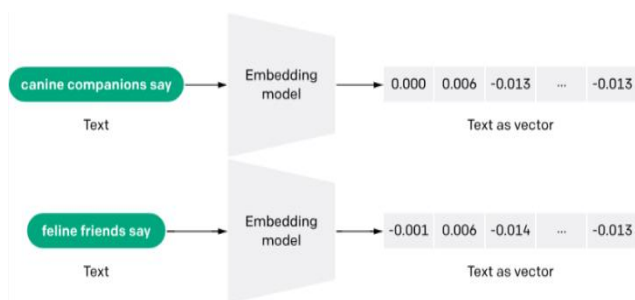 canine companions say
Embedding
model
0.000 0.006 -0.013 ... -0.013
Text
Text as vector
feline friends say
Embedding
model
-0.001 0.006 -0.014 ... -0.013
Text
Text as vector